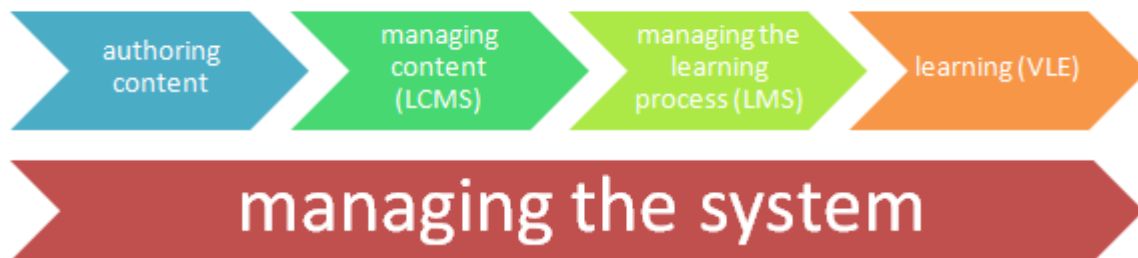 authoring
content
managing
content
(LCMS)
managing the
learning
process (LMS)
learning (VLE)
managing the system